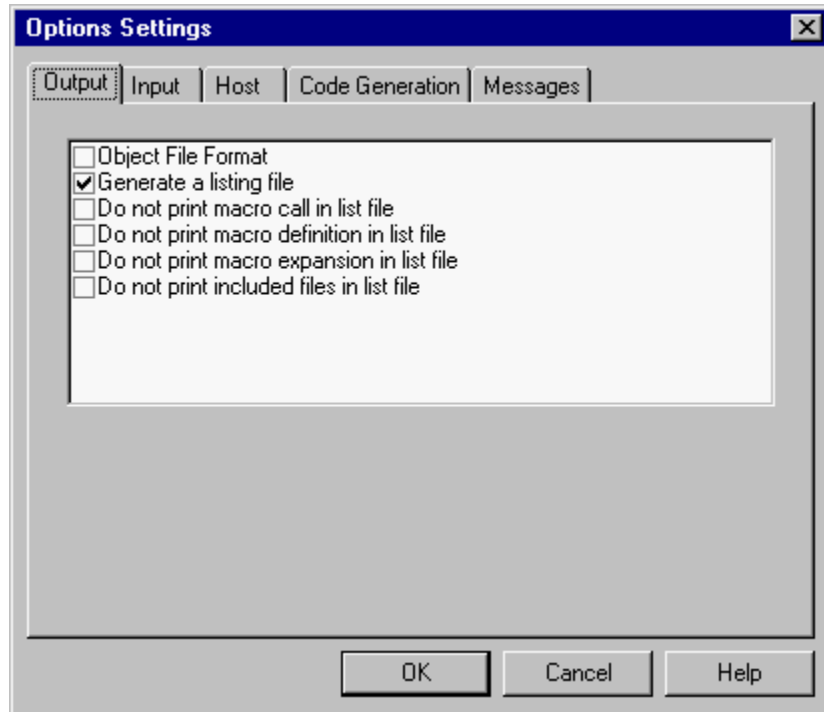 Options Settings
Output Input Host Code Generation Messages
Object File Format
Generate a listing file
Do not print macro call in list file
Do not print macro definition in list file
Do not print macro expansion in list file
Do not print included files in list file
OK Cancel Help